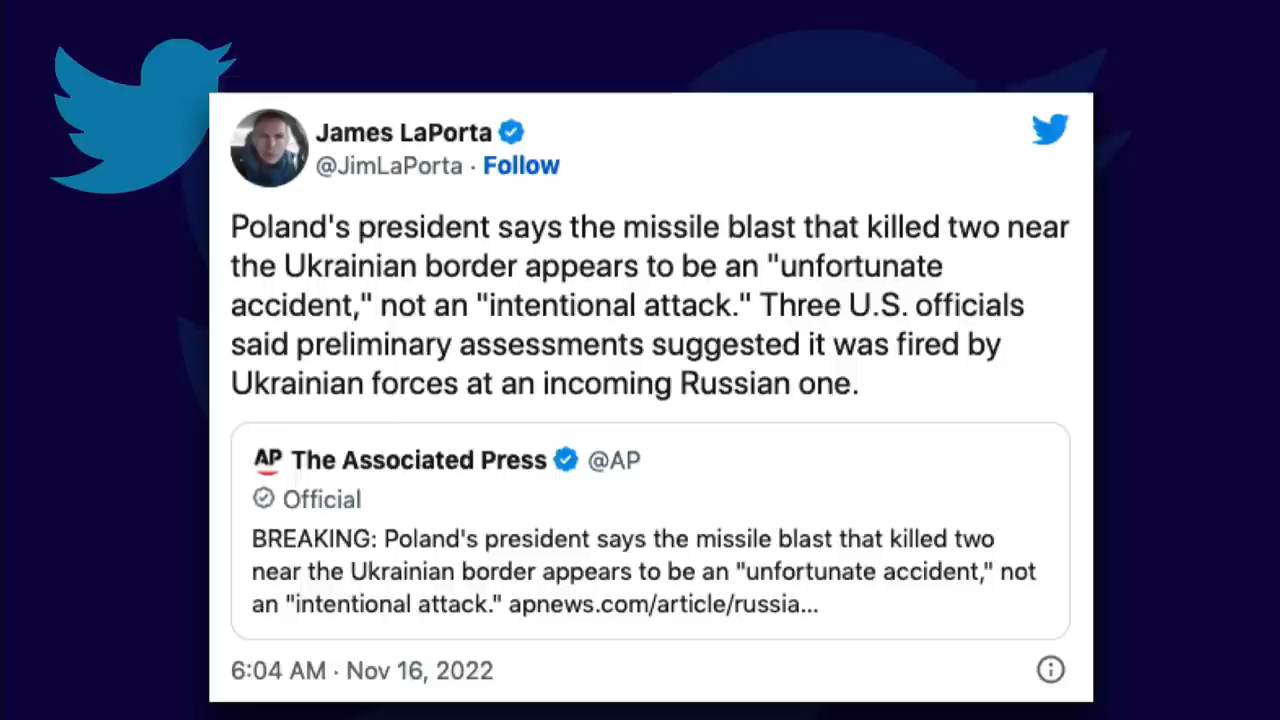 James LaPorta
@JimLaPorta · Follow
Poland's president says the missile blast that killed two near
the Ukrainian border appears to be an "unfortunate
accident," not an "intentional attack." Three U.S. officials
said preliminary assessments suggested it was fired by
Ukrainian forces at an incoming Russian one.
AP The Associated Press @AP
Official
BREAKING: Poland's president says the missile blast that killed two
near the Ukrainian border appears to be an "unfortunate accident," not
an "intentional attack." apnews.com/article/russia...
6:04 AM · Nov 16, 2022